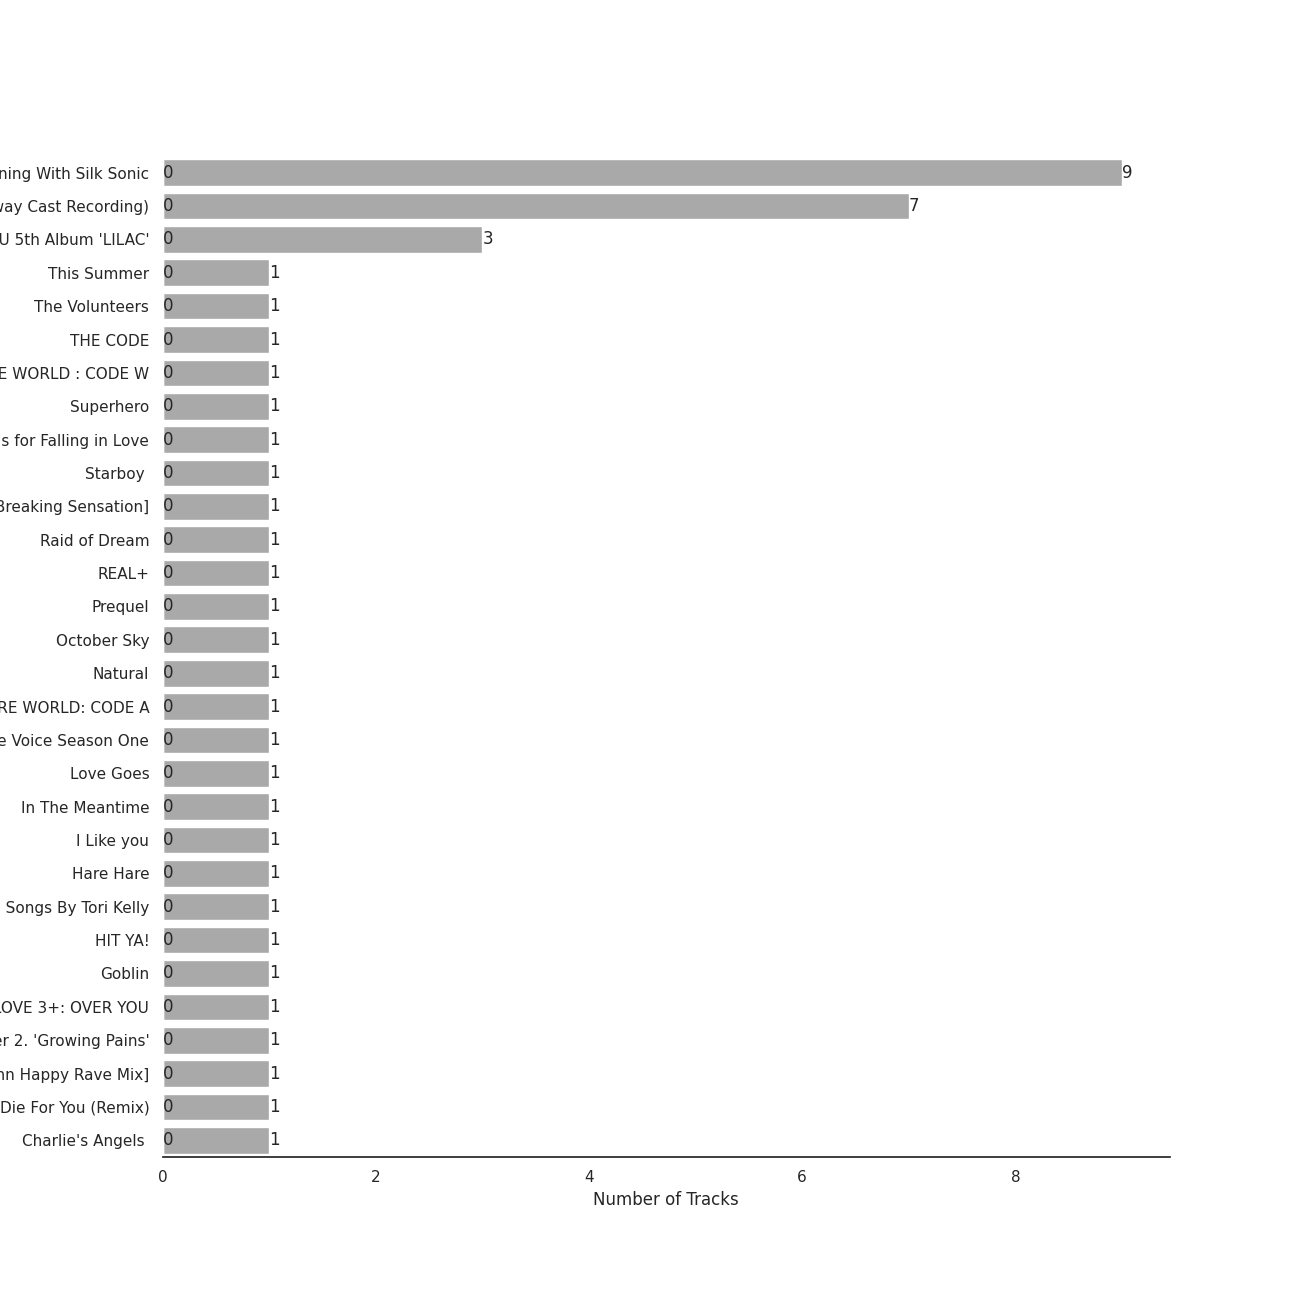 ning With Silk Sonic 0 9
way Cast Recording) 0 7
U 5th Album 'LILAC' 0 3
This Summer 0 1
The Volunteers 0 1
THE CODE 0 1
E WORLD : CODE W 0 1
Superhero 0 1
s for Falling in Love 0 1
Starboy 0 1
Breaking Sensation] 0 1
Raid of Dream 0 1
REAL+ 0 1
Prequel 0 1
October Sky 0 1
Natural 0 1
RE WORLD: CODE A 0 1
e Voice Season One 0 1
Love Goes 0 1
In The Meantime 0 1
I Like you 0 1
Hare Hare 0 1
Songs By Tori Kelly 0 1
HIT YA! 0 1
Goblin 0 1
LOVE 3+: OVER YOU 0 1
er 2. 'Growing Pains' 0 1
nn Happy Rave Mix] 0 1
Die For You (Remix) 0 1
Charlie's Angels 0 1
0 2 4 6 8
Number of Tracks